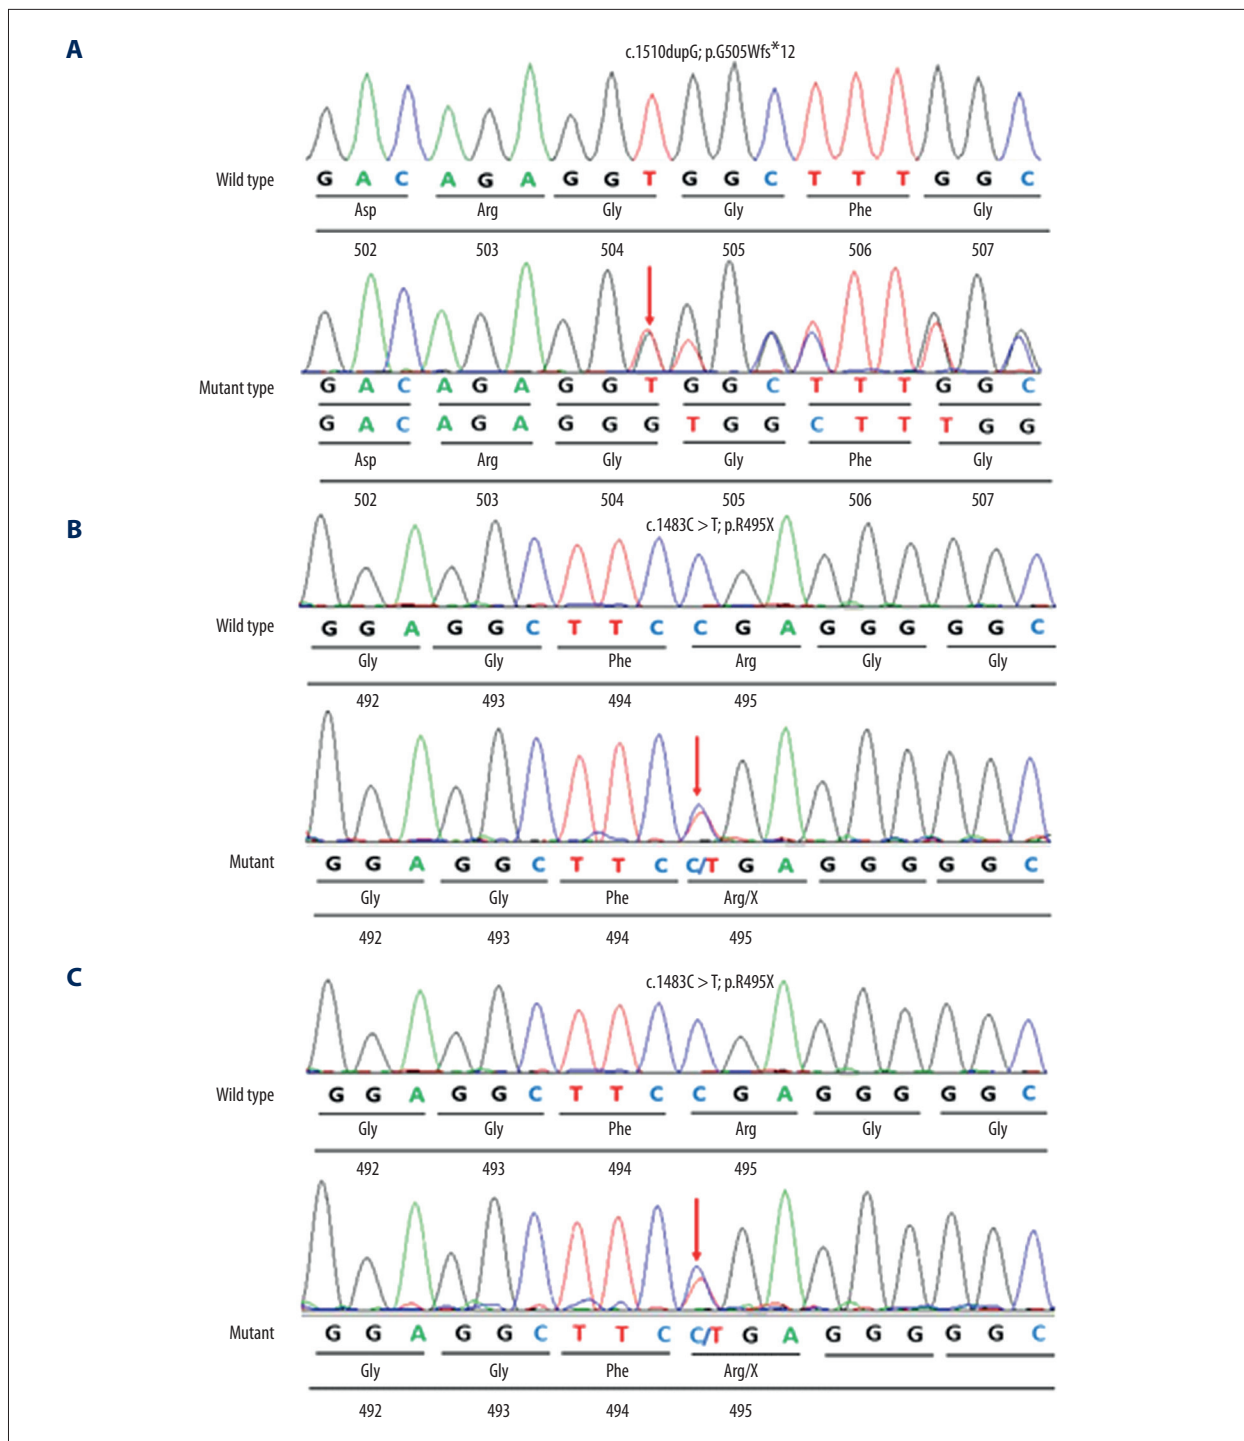 A
c.1510dupG; p.G505Wfs*12
Wild type G A C A G A G G T G G C T T T G G C
Asp Arg Gly Gly Phe Gly
502 503 504 505 506 507
Mutant type G A C A G A G G T G G C T T T G G C
G A C A G A G G G T G G C T T T G G
Asp Arg Gly Gly Phe Gly
502 503 504 505 506 507
B
c.1483C > T; p.R495X
Wild type G G A G G C T T C C G A G G G G G C
Gly Gly Phe Arg Gly Gly
492 493 494 495
Mutant G G A G G C T T C C/T G A G G G G G C
Gly Gly Phe Arg/X
492 493 494 495
C
c.1483C > T; p.R495X
Wild type G G A G G C T T C C G A G G G G G C
Gly Gly Phe Arg Gly Gly
492 493 494 495
Mutant G G A G G C T T C C/T G A G G G G G C
Gly Gly Phe Arg/X
492 493 494 495